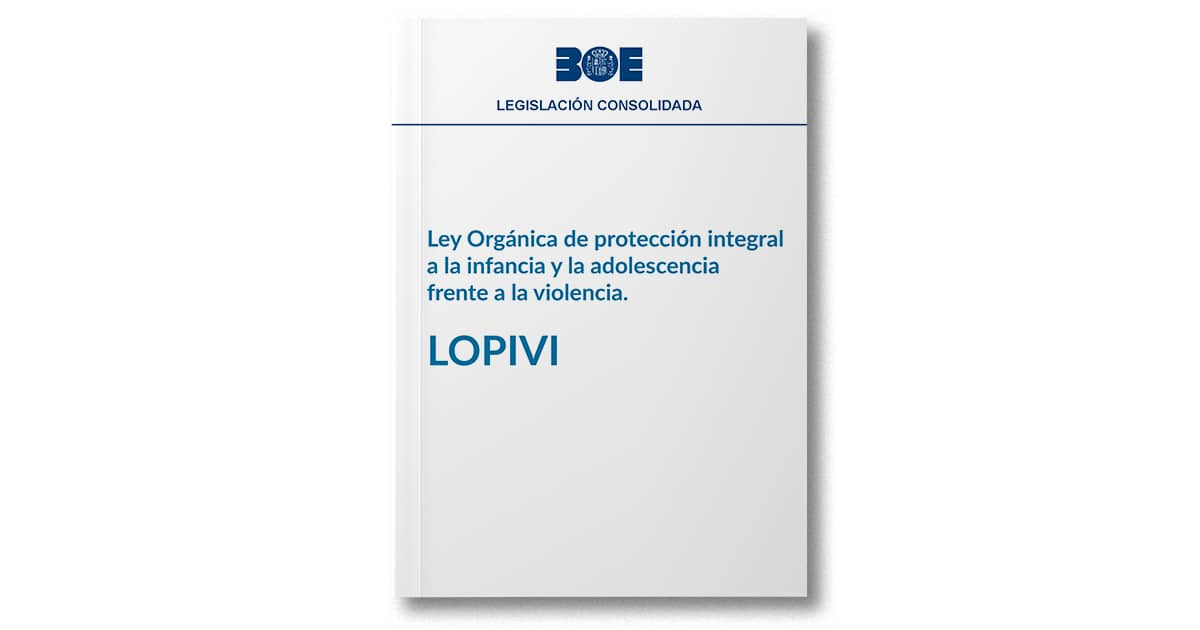 BOE
LEGISLACIÓN CONSOLIDADA
Ley Orgánica de protección integral
a la infancia y la adolescencia
frente a la violencia.
LOPIVI